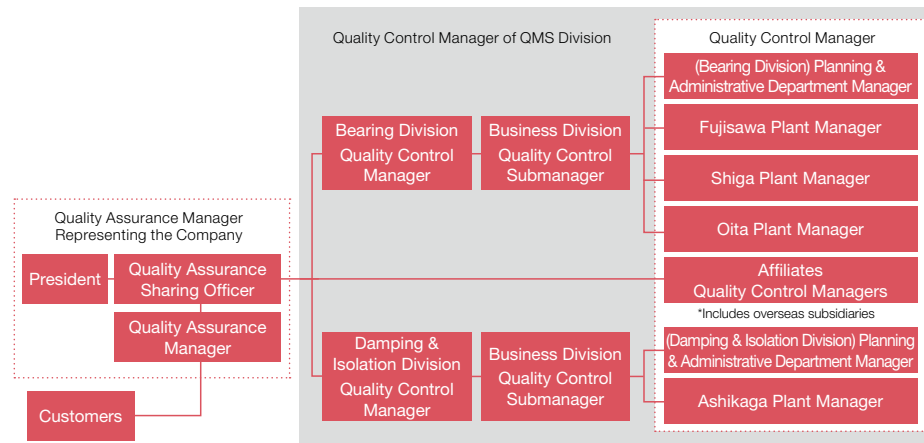 Quality Control Manager of QMS Division
Quality Control Manager
(Bearing Division) Planning &
Administrative Department Manager
Bearing Division
Quality Control
Manager
Business Division
Quality Control
Submanager
Fujisawa Plant Manager
Shiga Plant Manager
Oita Plant Manager
Quality Assurance Manager
Representing the Company
President
Quality Assurance
Sharing Officer
Affiliates
Quality Control Managers
*Includes overseas subsidiaries
Quality Assurance
Manager
Damping &
Isolation Division
Quality Control
Manager
Business Division
Quality Control
Submanager
(Damping & Isolation Division) Planning
& Administrative Department Manager
Ashikaga Plant Manager
Customers